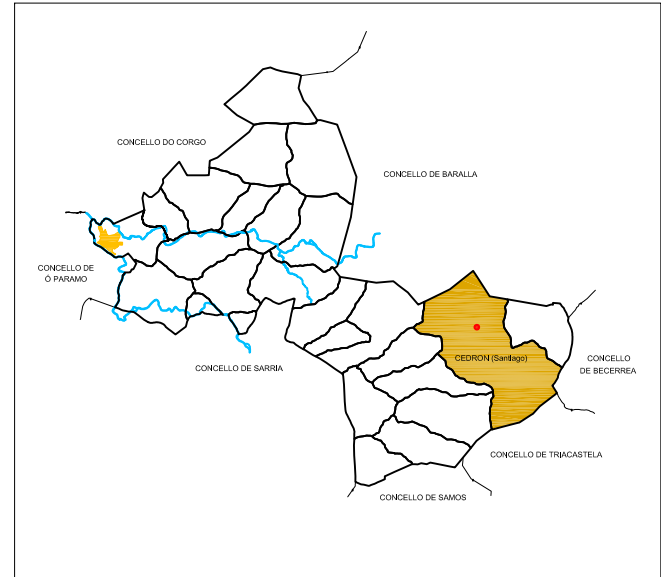 CONCELLO DO CORGO
CONCELLO DE BARALLA
CONCELLO DE
Ó PARAMO
CONCELLO DE SARRIA
CEDRON (Santiago)
CONCELLO
DE BECERREA
CONCELLO DE TRIACASTELA
CONCELLO DE SAMOS